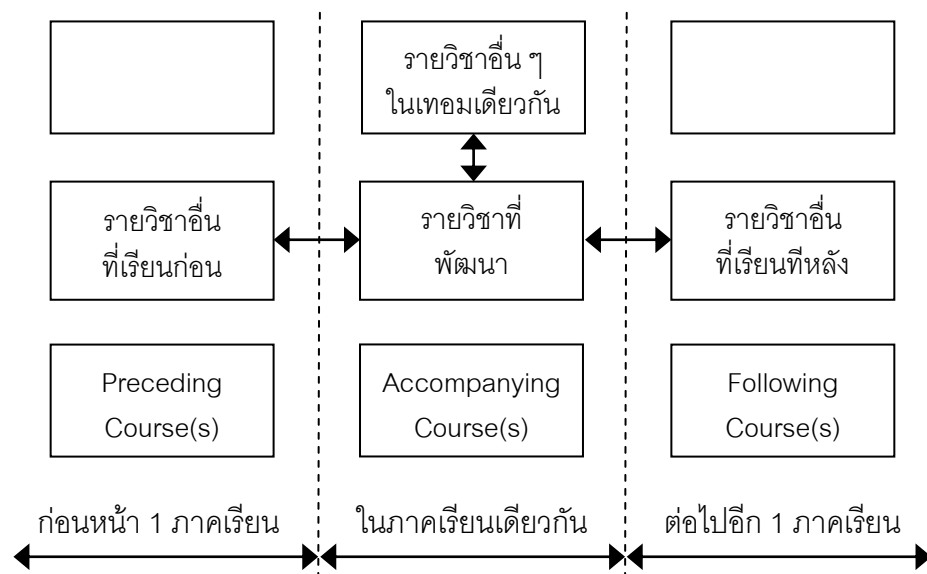 รายวิชาอื่น ๆ
ในเทอมเดียวกัน
รายวิชาอื่น
ที่เรียนก่อน
รายวิชาที่
พัฒนา
รายวิชาอื่น
ที่เรียนทีหลัง
Preceding
Course(s)
Accompanying
Course(s)
Following
Course(s)
ก่อนหน้า 1 ภาคเรียน
ในภาคเรียนเดียวกัน
ต่อไปอีก 1 ภาคเรียน